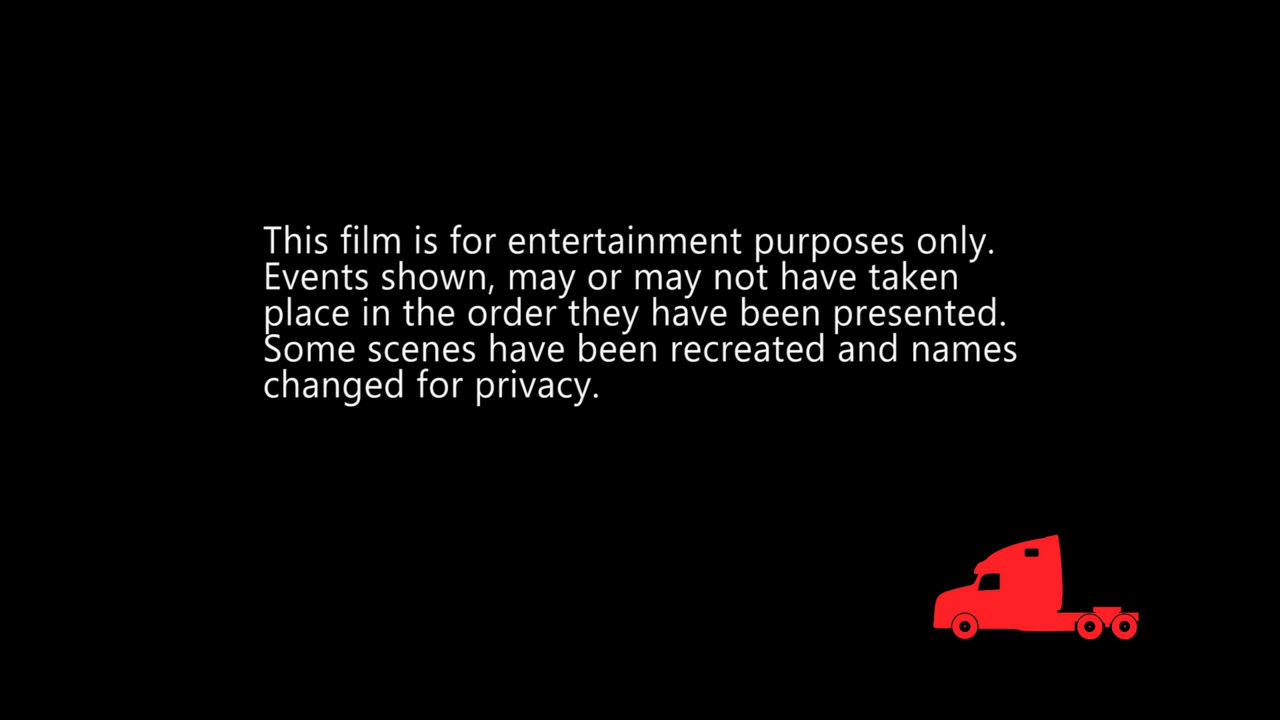 This film is for entertainment purposes only.
Events shown, may or may not have taken
place in the order they have been presented.
Some scenes have been recreated and names
changed for privacy.